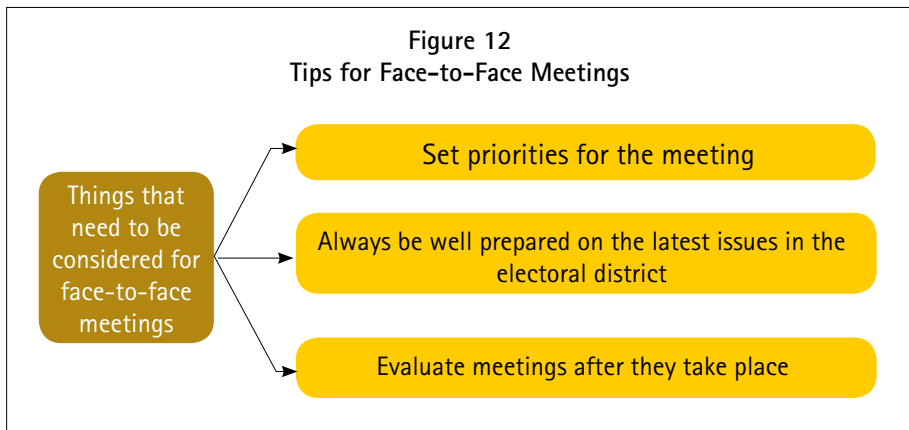 Figure 12
Tips for Face-to-Face Meetings
Things that
need to be
considered for
face-to-face
meetings
Set priorities for the meeting
Always be well prepared on the latest issues in the
electoral district
Evaluate meetings after they take place